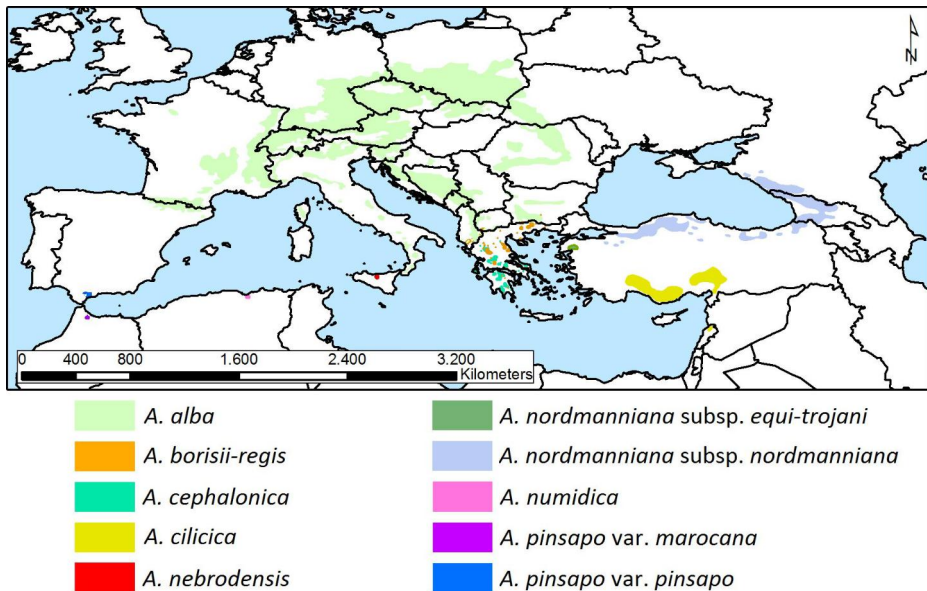 N
0 400 800 1.600 2.400 3.200
Kilometers
A. alba
A. borisii-regis
A. cephalonica
A. cilicica
A. nebrodensis
A. nordmanniana subsp. equi-trojani
A. nordmanniana subsp. nordmanniana
A. numidica
A. pinsapo var. marocana
A. pinsapo var. pinsapo